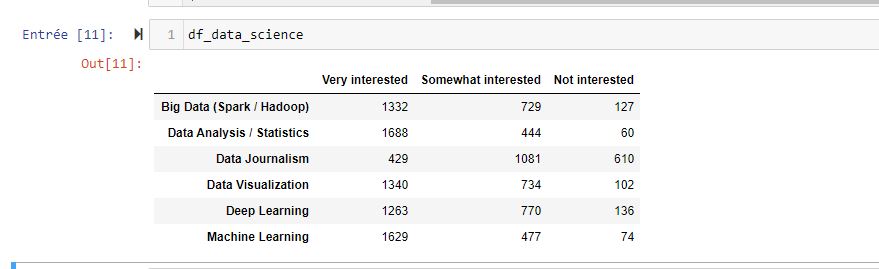 Entrée [11]: 1 df_data_science
Out[11]:
Very interested Somewhat interested Not interested
Big Data (Spark / Hadoop) 1332 729 127
Data Analysis / Statistics 1688 444 60
Data Journalism 429 1081 610
Data Visualization 1340 734 102
Deep Learning 1263 770 136
Machine Learning 1629 477 74